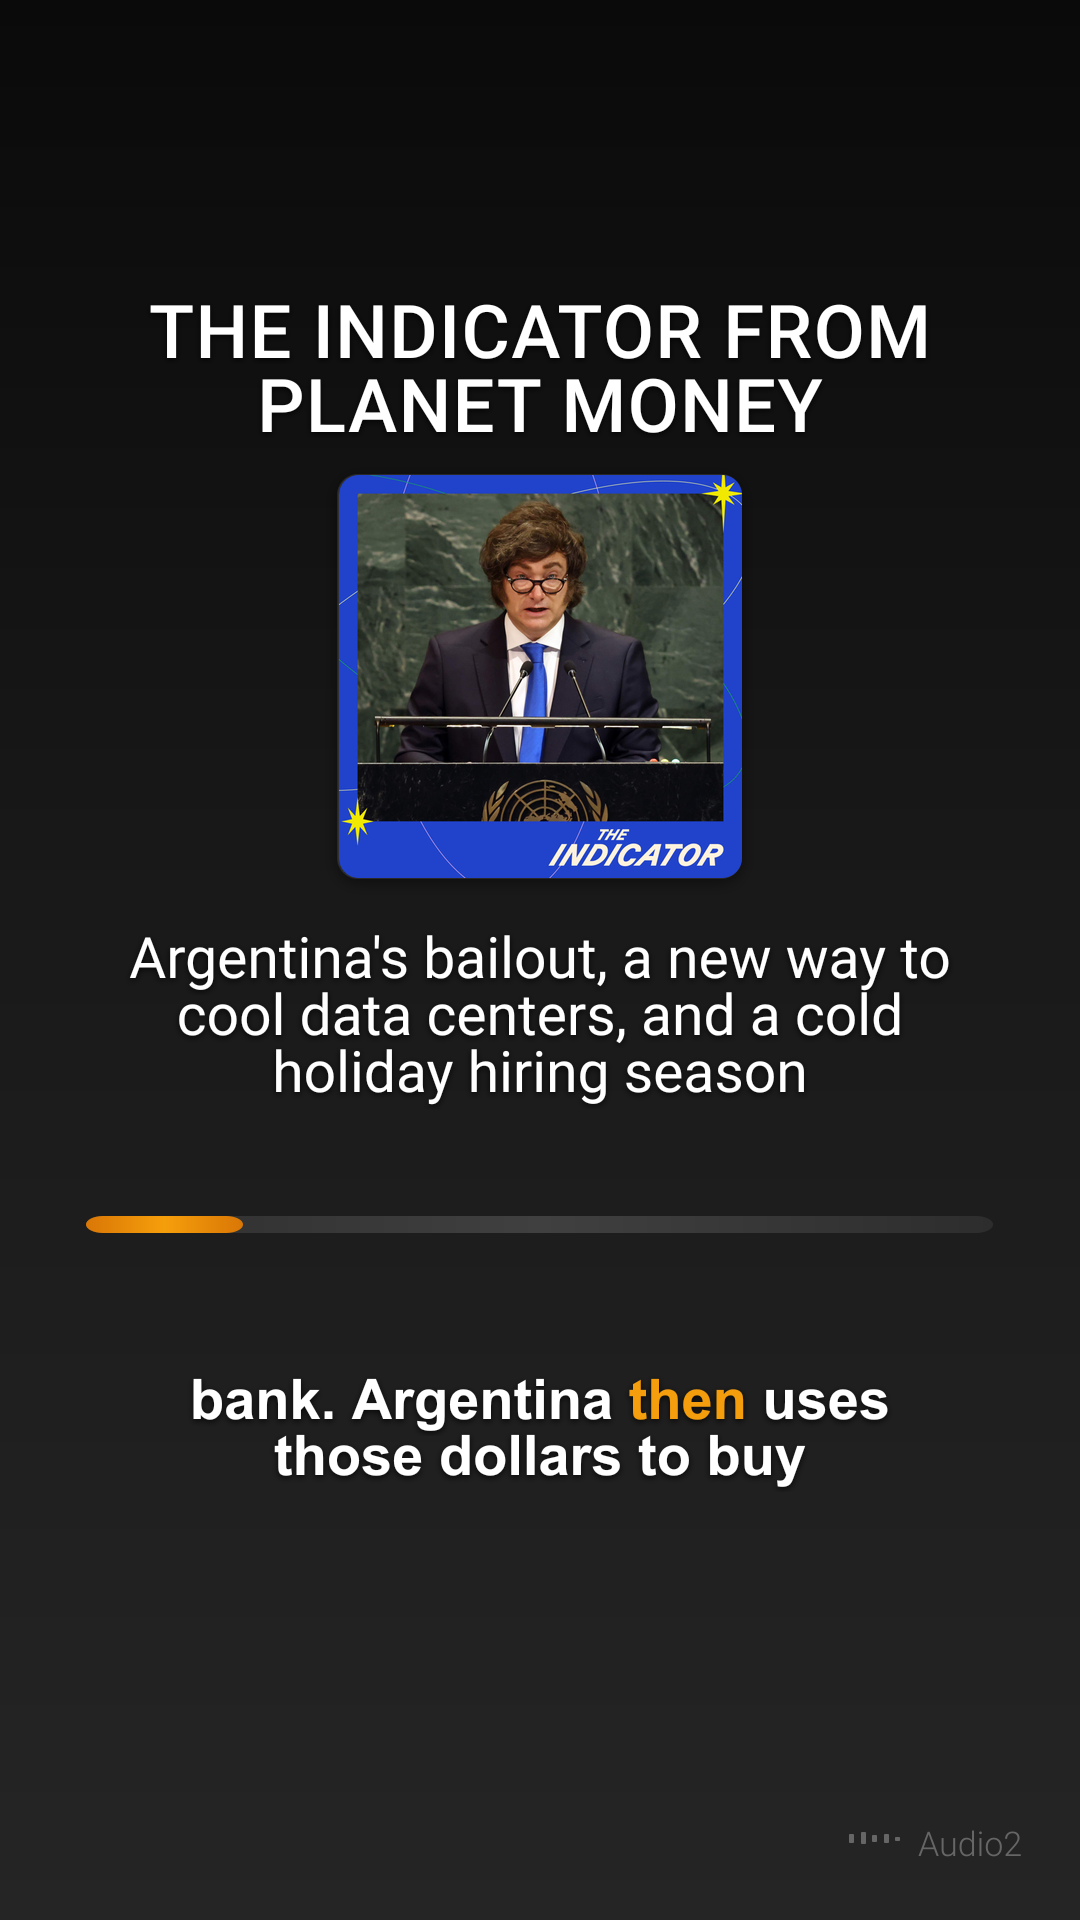 THE INDICATOR FROM
PLANET MONEY
THE
INDICATOR
Argentina's bailout, a new way to
cool data centers, and a cold
holiday hiring season
bank. Argentina then uses
those dollars to buy
Audio2